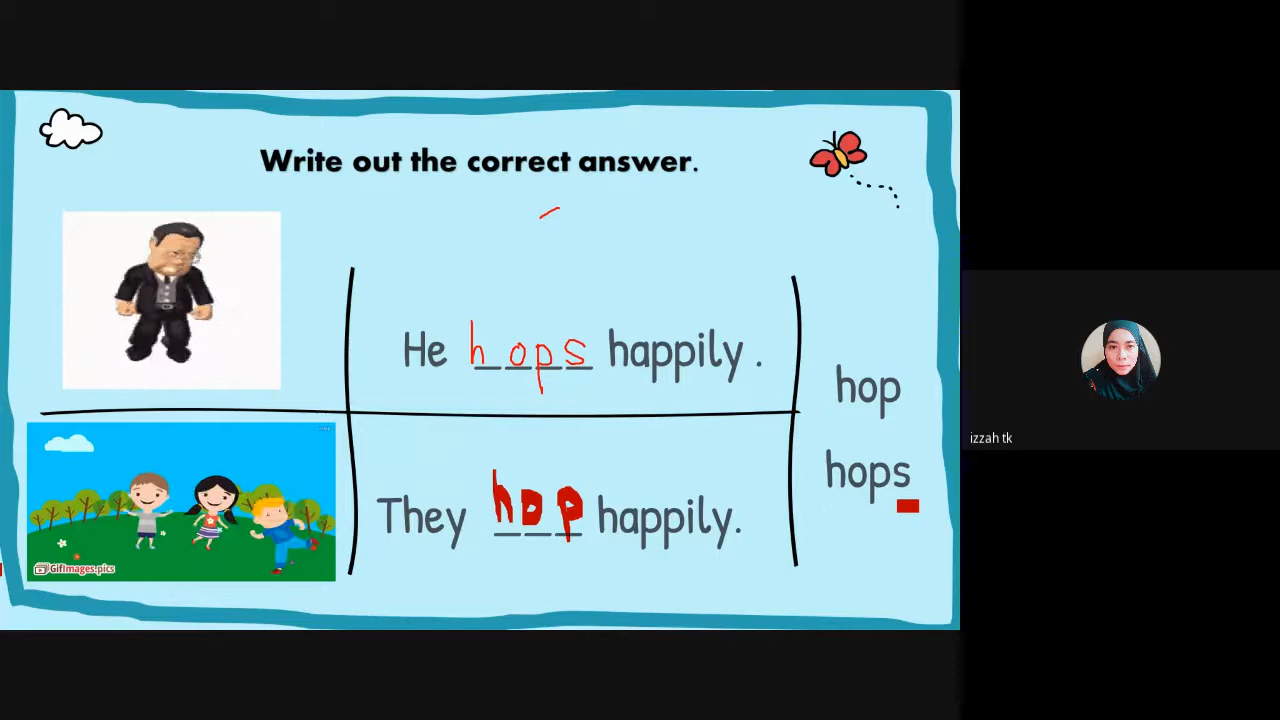 Write out the correct answer.
He hops happily.
hop
hops
They hop happily.
GifImages.pics
izzah tk